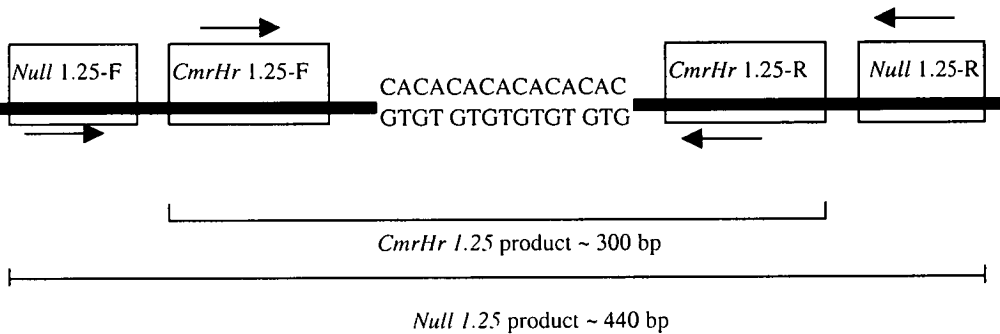 Null 1.25-F
CmrHr 1.25-F
CACACACACACACAC
GTGT GTGTGTGT GTG
CmrHr 1.25-R
Null 1.25-R
CmrHr 1.25 product ~ 300 bp
Null 1.25 product ~ 440 bp